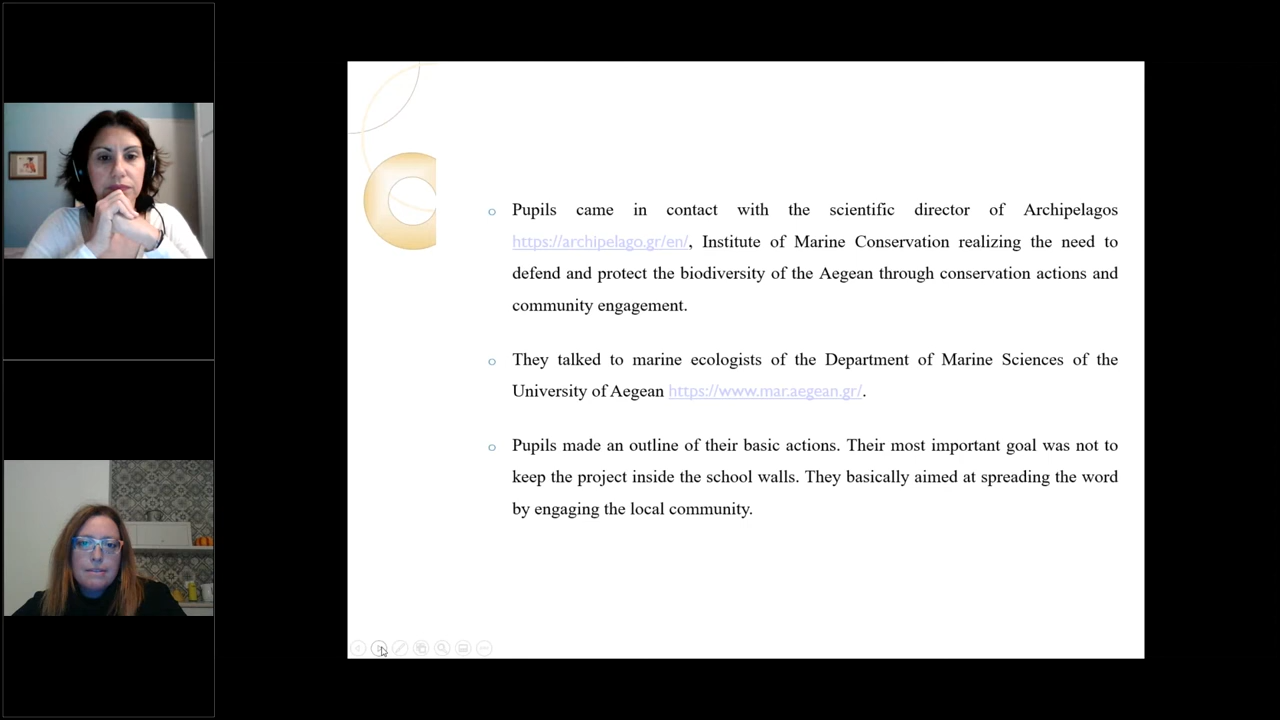 Pupils came in contact with the scientific director of Archipelagos
https://archipelago.gr/en/, Institute of Marine Conservation realizing the need to
defend and protect the biodiversity of the Aegean through conservation actions and
community engagement.
They talked to marine ecologists of the Department of Marine Sciences of the
University of Aegean https://www.mar.aegean.gr/.
Pupils made an outline of their basic actions. Their most important goal was not to
keep the project inside the school walls. They basically aimed at spreading the word
by engaging the local community.